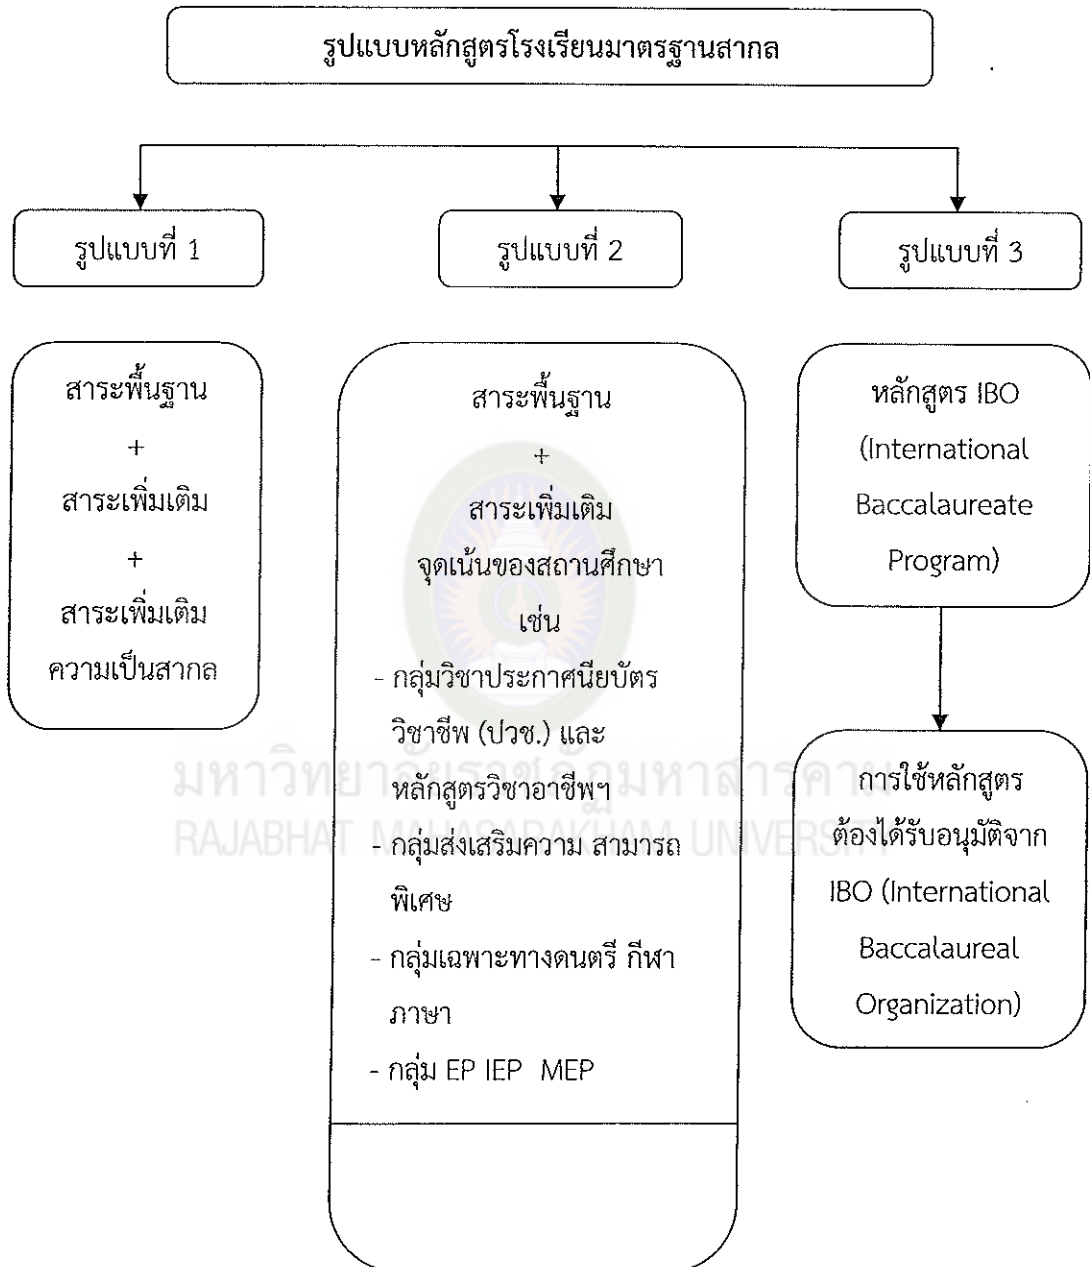 รูปแบบหลักสูตรโรงเรียนมาตรฐานสากล
รูปแบบที่ 1
รูปแบบที่ 2
รูปแบบที่ 3
สาระพื้นฐาน
+
สาระเพิ่มเติม
+
สาระเพิ่มเติม
ความเป็นสากล
สาระพื้นฐาน
+
สาระเพิ่มเติม
จุดเน้นของสถานศึกษา
เช่น
- กลุ่มวิชาประกาศนียบัตร
วิชาชีพ (ปวช.) และ
หลักสูตรวิชาอาชีพฯ
- กลุ่มส่งเสริมความ สามารถ
พิเศษ
- กลุ่มเฉพาะทางดนตรี กีฬา
ภาษา
- กลุ่ม EP IEP MEP
หลักสูตร IBO
(International
Baccalaureate
Program)
การใช้หลักสูตร
ต้องได้รับอนุมัติจาก
IBO (International
Baccalaureal
Organization)
มหาวิทยาลัยราชภัฏมหาสารคาม
RAJABHAT MAHASARAKHAM UNIVERSITY